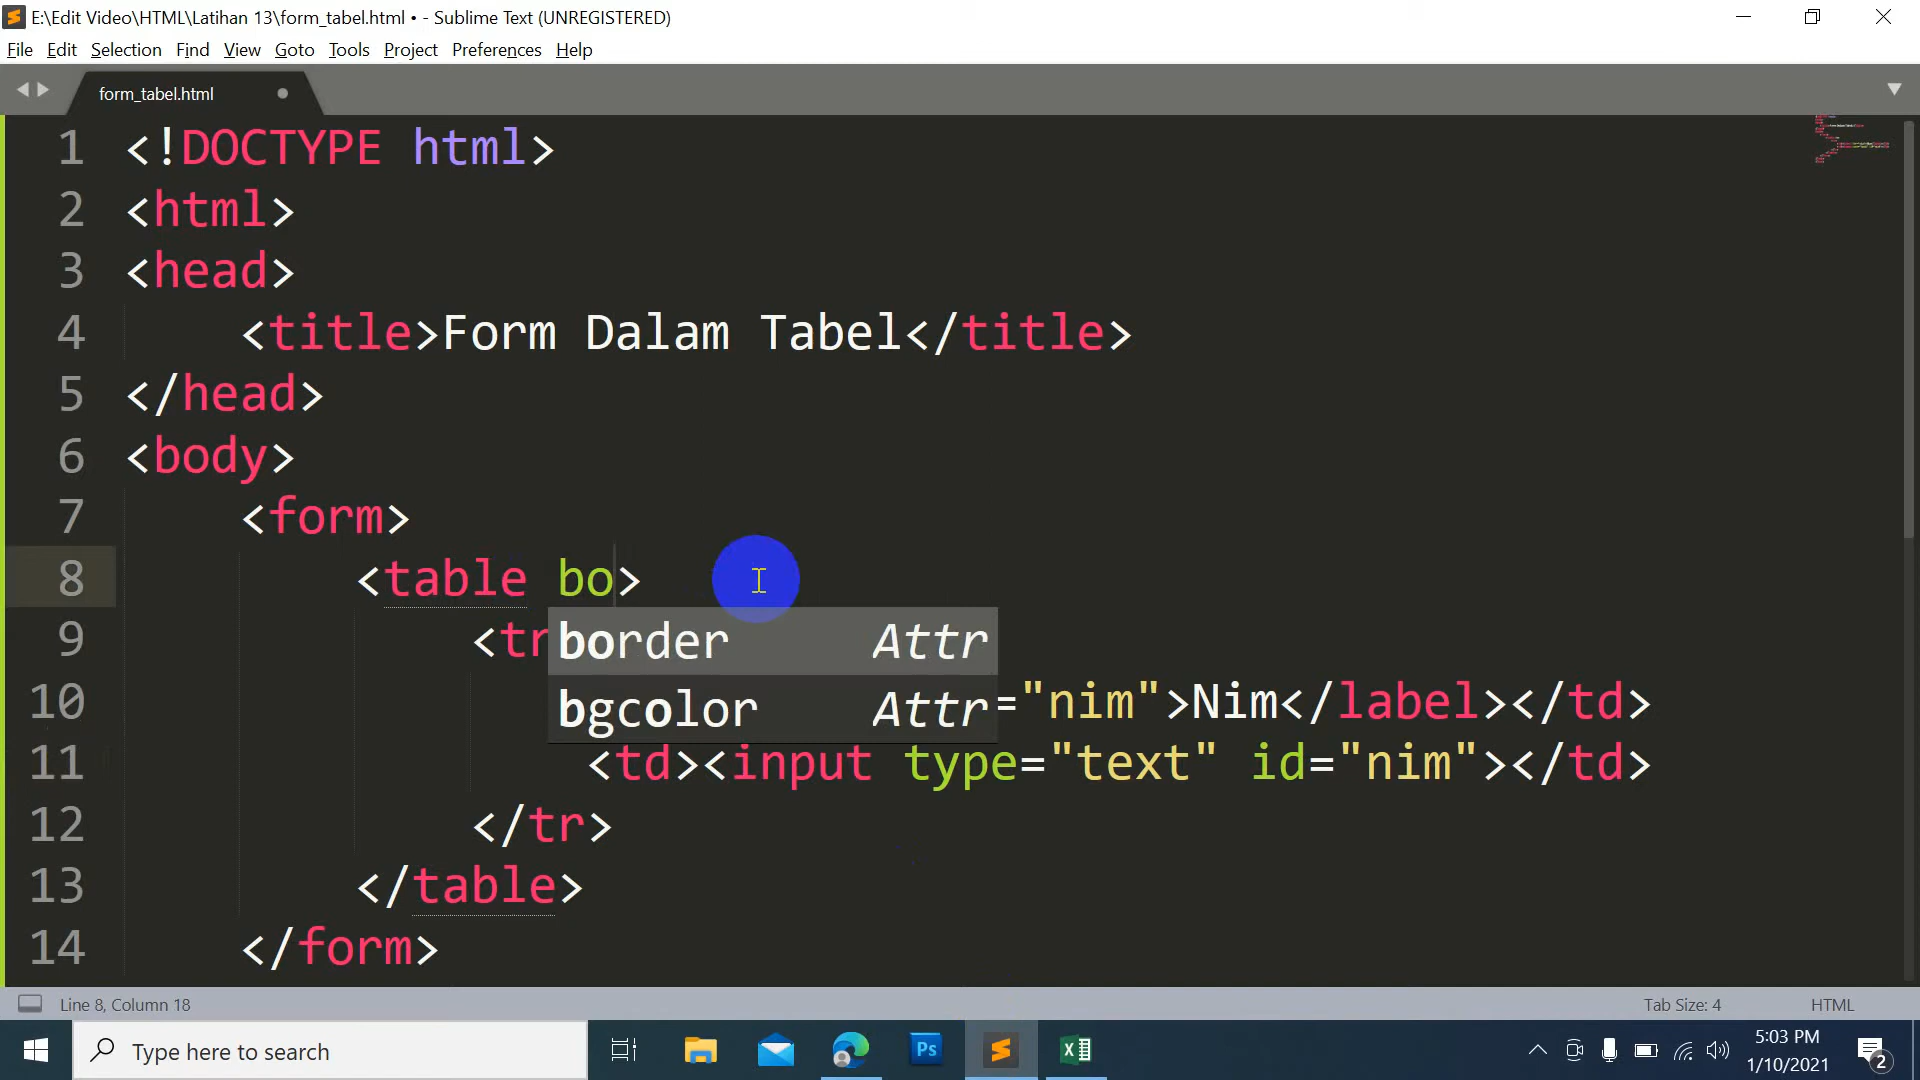 E:\Edit Video\HTML\Latihan 13\form_tabel.html • - Sublime Text (UNREGISTERED)
File Edit Selection Find View Goto Tools Project Preferences Help
form_tabel.html
1 <!DOCTYPE html>
2 <html>
3 <head>
4 <title>Form Dalam Tabel</title>
5 </head>
6 <body>
7 <form>
8 <table bo>
9 <tr
border Attr
10 ="nim">Nim</label></td>
bgcolor Attr
11 <td><input type="text" id="nim"></td>
12 </tr>
13 </table>
14 </form>
Line 8, Column 18 Tab Size: 4 HTML
Type here to search
Ps
5:03 PM
1/10/2021
2